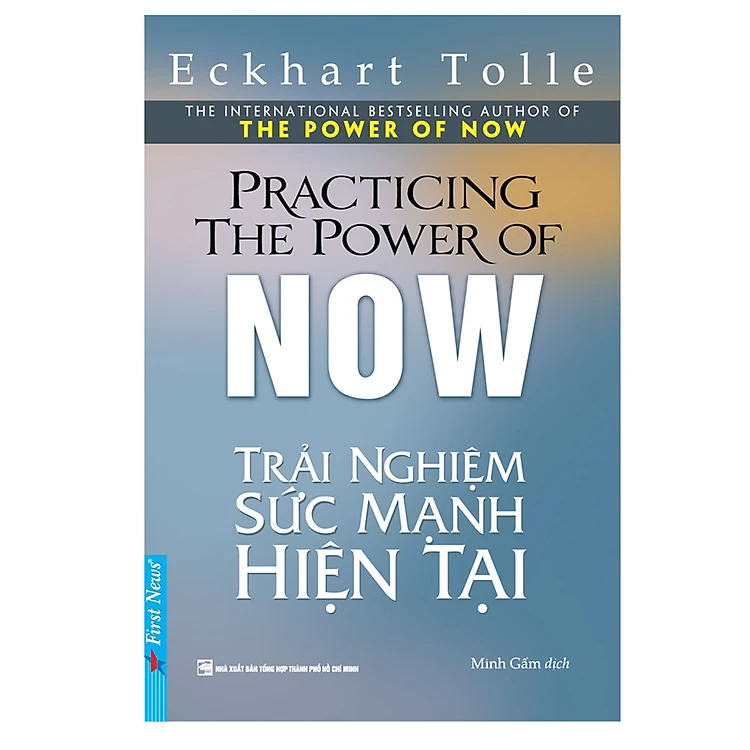 Eckhart Tolle
THE INTERNATIONAL BESTSELLING AUTHOR OF
THE POWER OF NOW
PRACTICING
THE POWER OF
NOW
TRẢI NGHIỆM
SỨC MẠNH
HIỆN TẠI
First News®
NHÀ XUẤT BẢN TỔNG HỢP THÀNH PHỐ HỒ CHÍ MINH
Minh Gấm dịch